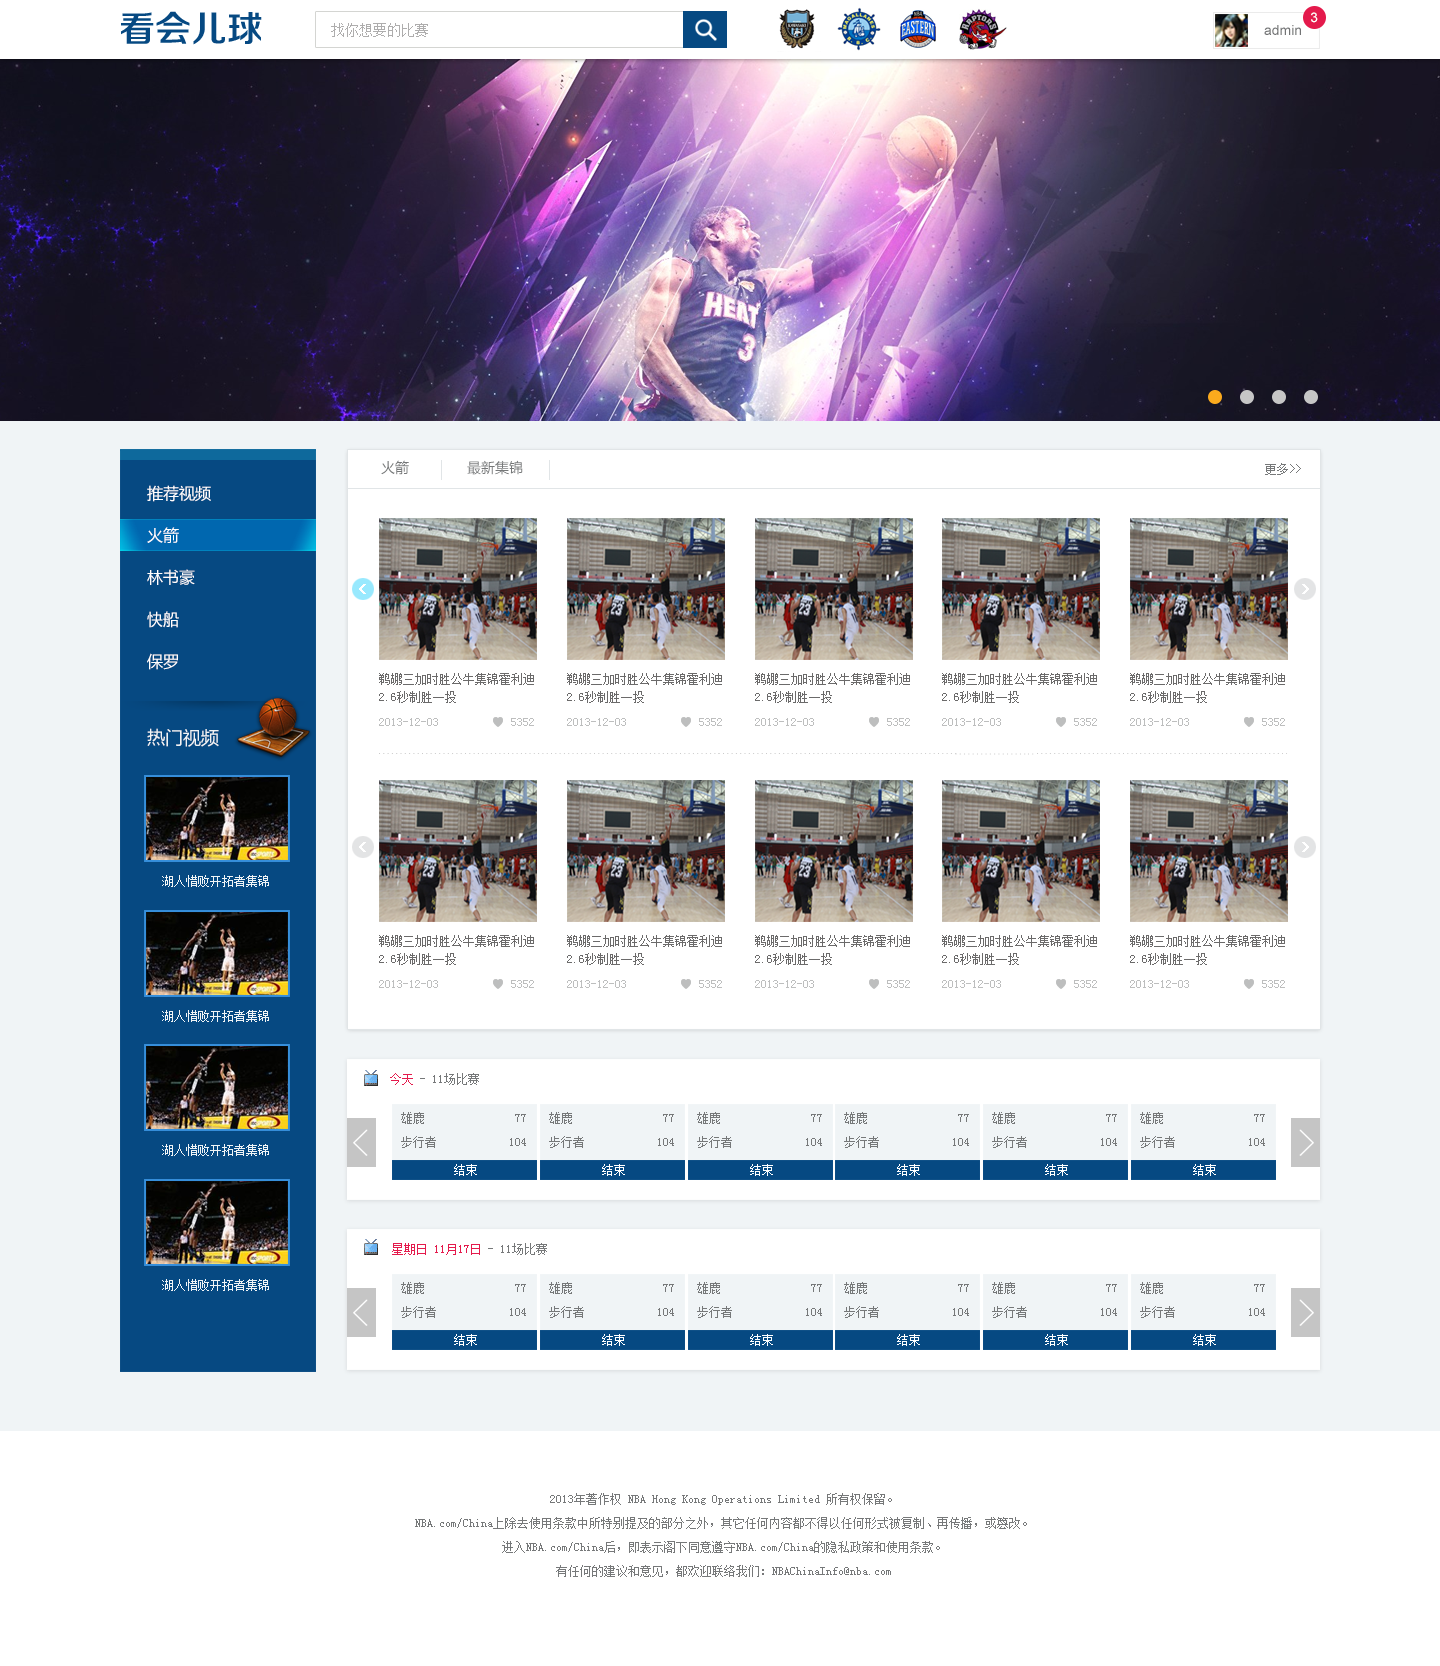 看会儿球
找你想要的比赛
admin
3
HEAT
3
推荐视频
火箭
林书豪
快船
保罗
热门视频
湖人惜败开拓者集锦
湖人惜败开拓者集锦
湖人惜败开拓者集锦
湖人惜败开拓者集锦
火箭 最新集锦 更多>>
鹈鹕三加时胜公牛集锦霍利迪 鹈鹕三加时胜公牛集锦霍利迪 鹈鹕三加时胜公牛集锦霍利迪 鹈鹕三加时胜公牛集锦霍利迪 鹈鹕三加时胜公牛集锦霍利迪
2.6秒制胜一投 2.6秒制胜一投 2.6秒制胜一投 2.6秒制胜一投 2.6秒制胜一投
2013-12-03 5352 2013-12-03 5352 2013-12-03 5352 2013-12-03 5352 2013-12-03 5352
鹈鹕三加时胜公牛集锦霍利迪 鹈鹕三加时胜公牛集锦霍利迪 鹈鹕三加时胜公牛集锦霍利迪 鹈鹕三加时胜公牛集锦霍利迪 鹈鹕三加时胜公牛集锦霍利迪
2.6秒制胜一投 2.6秒制胜一投 2.6秒制胜一投 2.6秒制胜一投 2.6秒制胜一投
2013-12-03 5352 2013-12-03 5352 2013-12-03 5352 2013-12-03 5352 2013-12-03 5352
今天 - 11场比赛
雄鹿 77 雄鹿 77 雄鹿 77 雄鹿 77 雄鹿 77 雄鹿 77
步行者 104 步行者 104 步行者 104 步行者 104 步行者 104 步行者 104
结束 结束 结束 结束 结束 结束
星期日 11月17日 - 11场比赛
雄鹿 77 雄鹿 77 雄鹿 77 雄鹿 77 雄鹿 77 雄鹿 77
步行者 104 步行者 104 步行者 104 步行者 104 步行者 104 步行者 104
结束 结束 结束 结束 结束 结束
2013年著作权 NBA Hong Kong Operations Limited 所有权保留。
NBA.com/China上除去使用条款中所特别提及的部分之外，其它任何内容都不得以任何形式被复制、再传播，或篡改。
进入NBA.com/China后，即表示阁下同意遵守NBA.com/China的隐私政策和使用条款。
有任何的建议和意见，都欢迎联络我们：NBAChinaInfo@nba.com